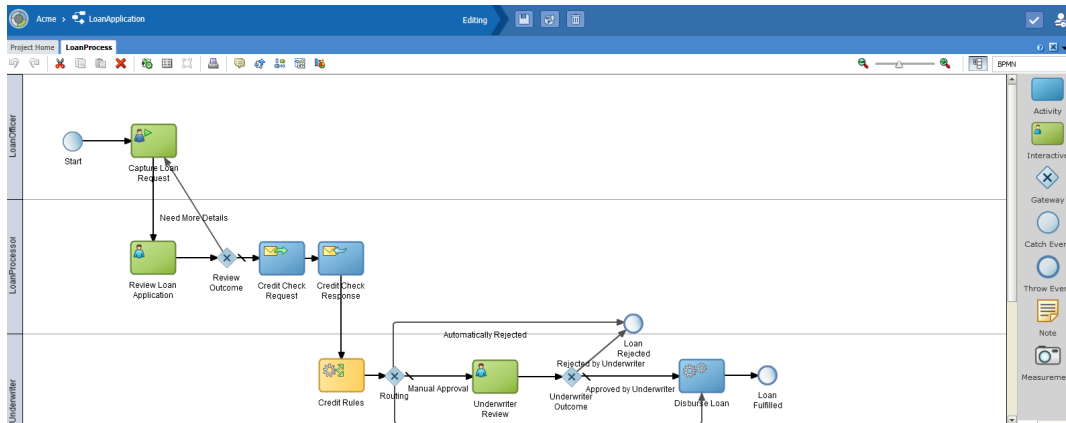 Acme > LoanApplication
Editing
Project Home
LoanProcess
BPMN
LoanOfficer
Start
Capture Loan
Request
Need More Details
LoanProcessor
Review Loan
Application
Review
Outcome
Credit Check
Request
Credit Check
Response
Automatically Rejected
Loan
Rejected
Rejected by Underwriter
Underwriter
Credit Rules
Routing
Manual Approval
Underwriter
Review
Underwriter
Outcome
Approved by Underwriter
Disburse Loan
Loan
Fulfilled
Activity
Interactive
Gateway
Catch Even
Throw Even
Note
Measureme